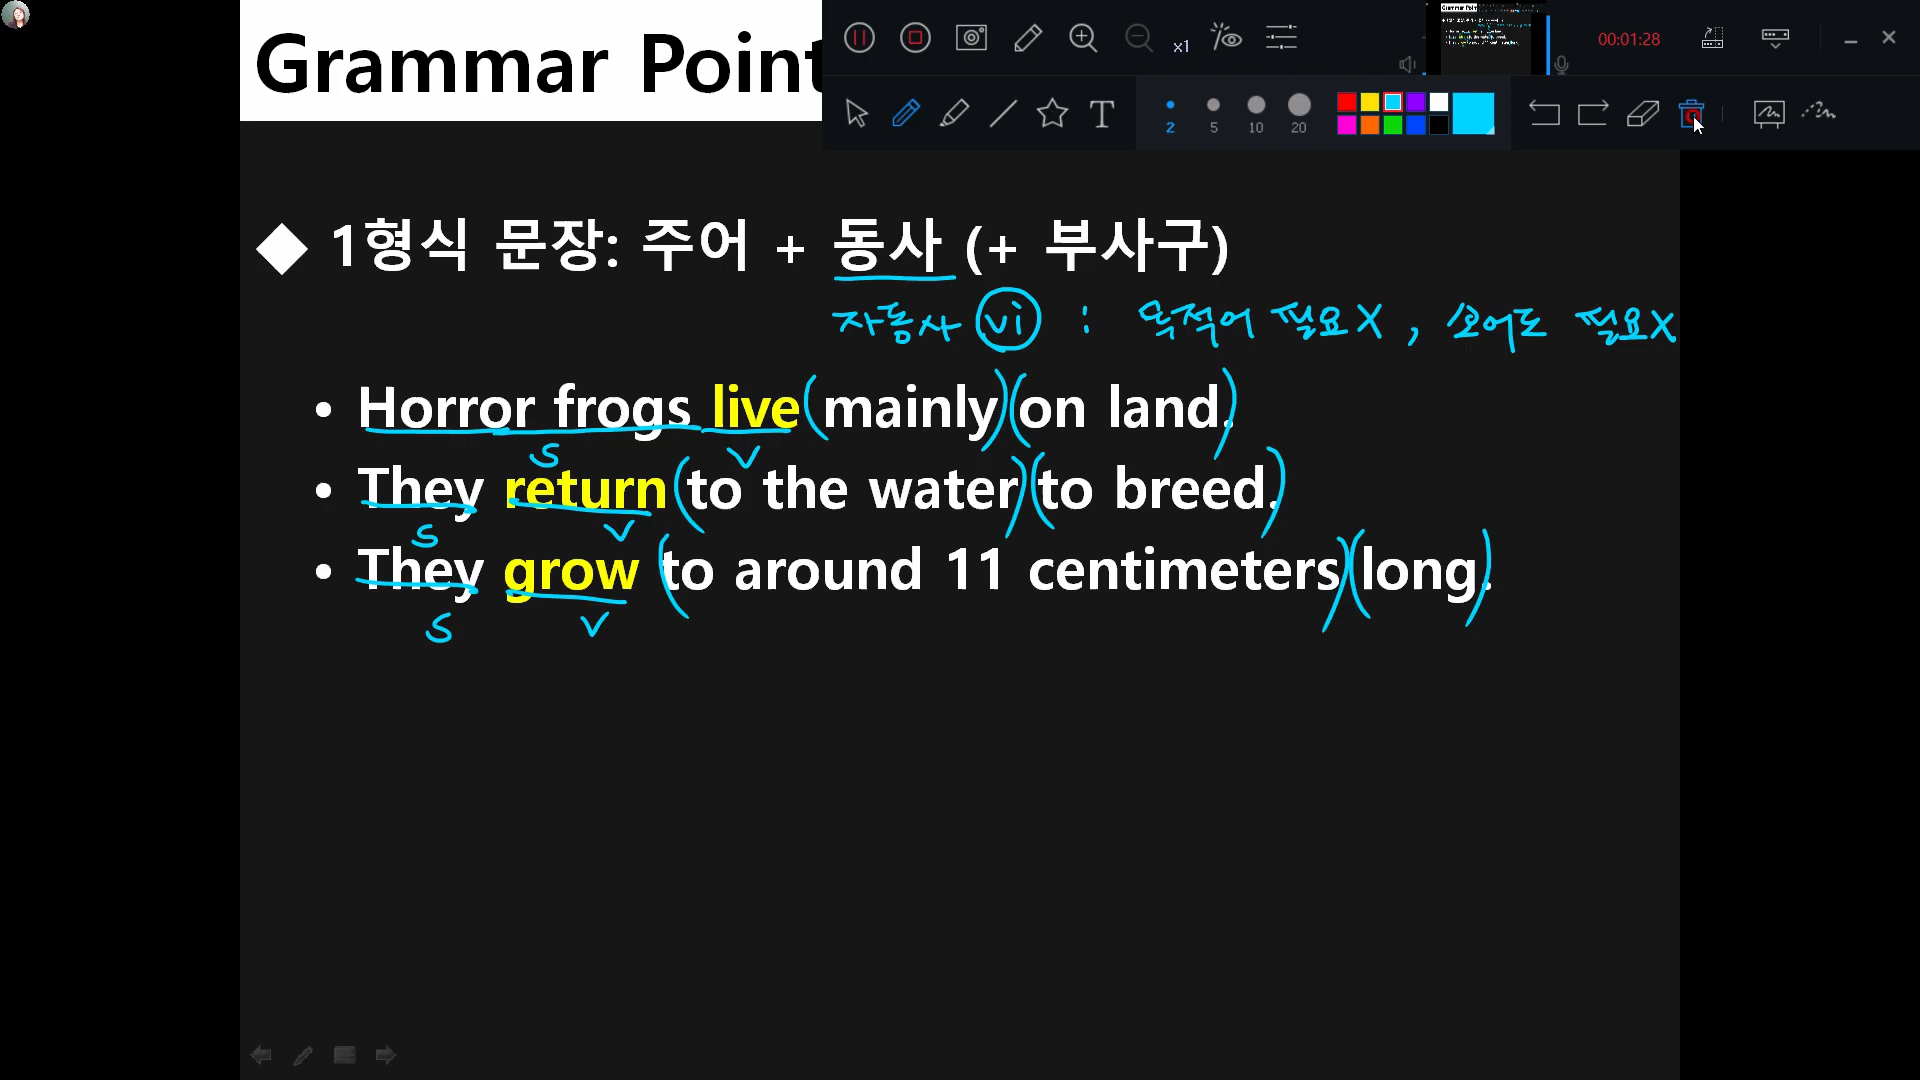 Grammar Point
x1
00:01:28
2 5 10 20
◆ 1형식 문장: 주어 + 동사 (+ 부사구)
자동사 (vi) : 목적어 필요X , 보어도 필요X
• Horror frogs live (mainly) (on land.)
S V
• They return (to the water) (to breed.)
S V
• They grow (to around 11 centimeters) (long.)
S V